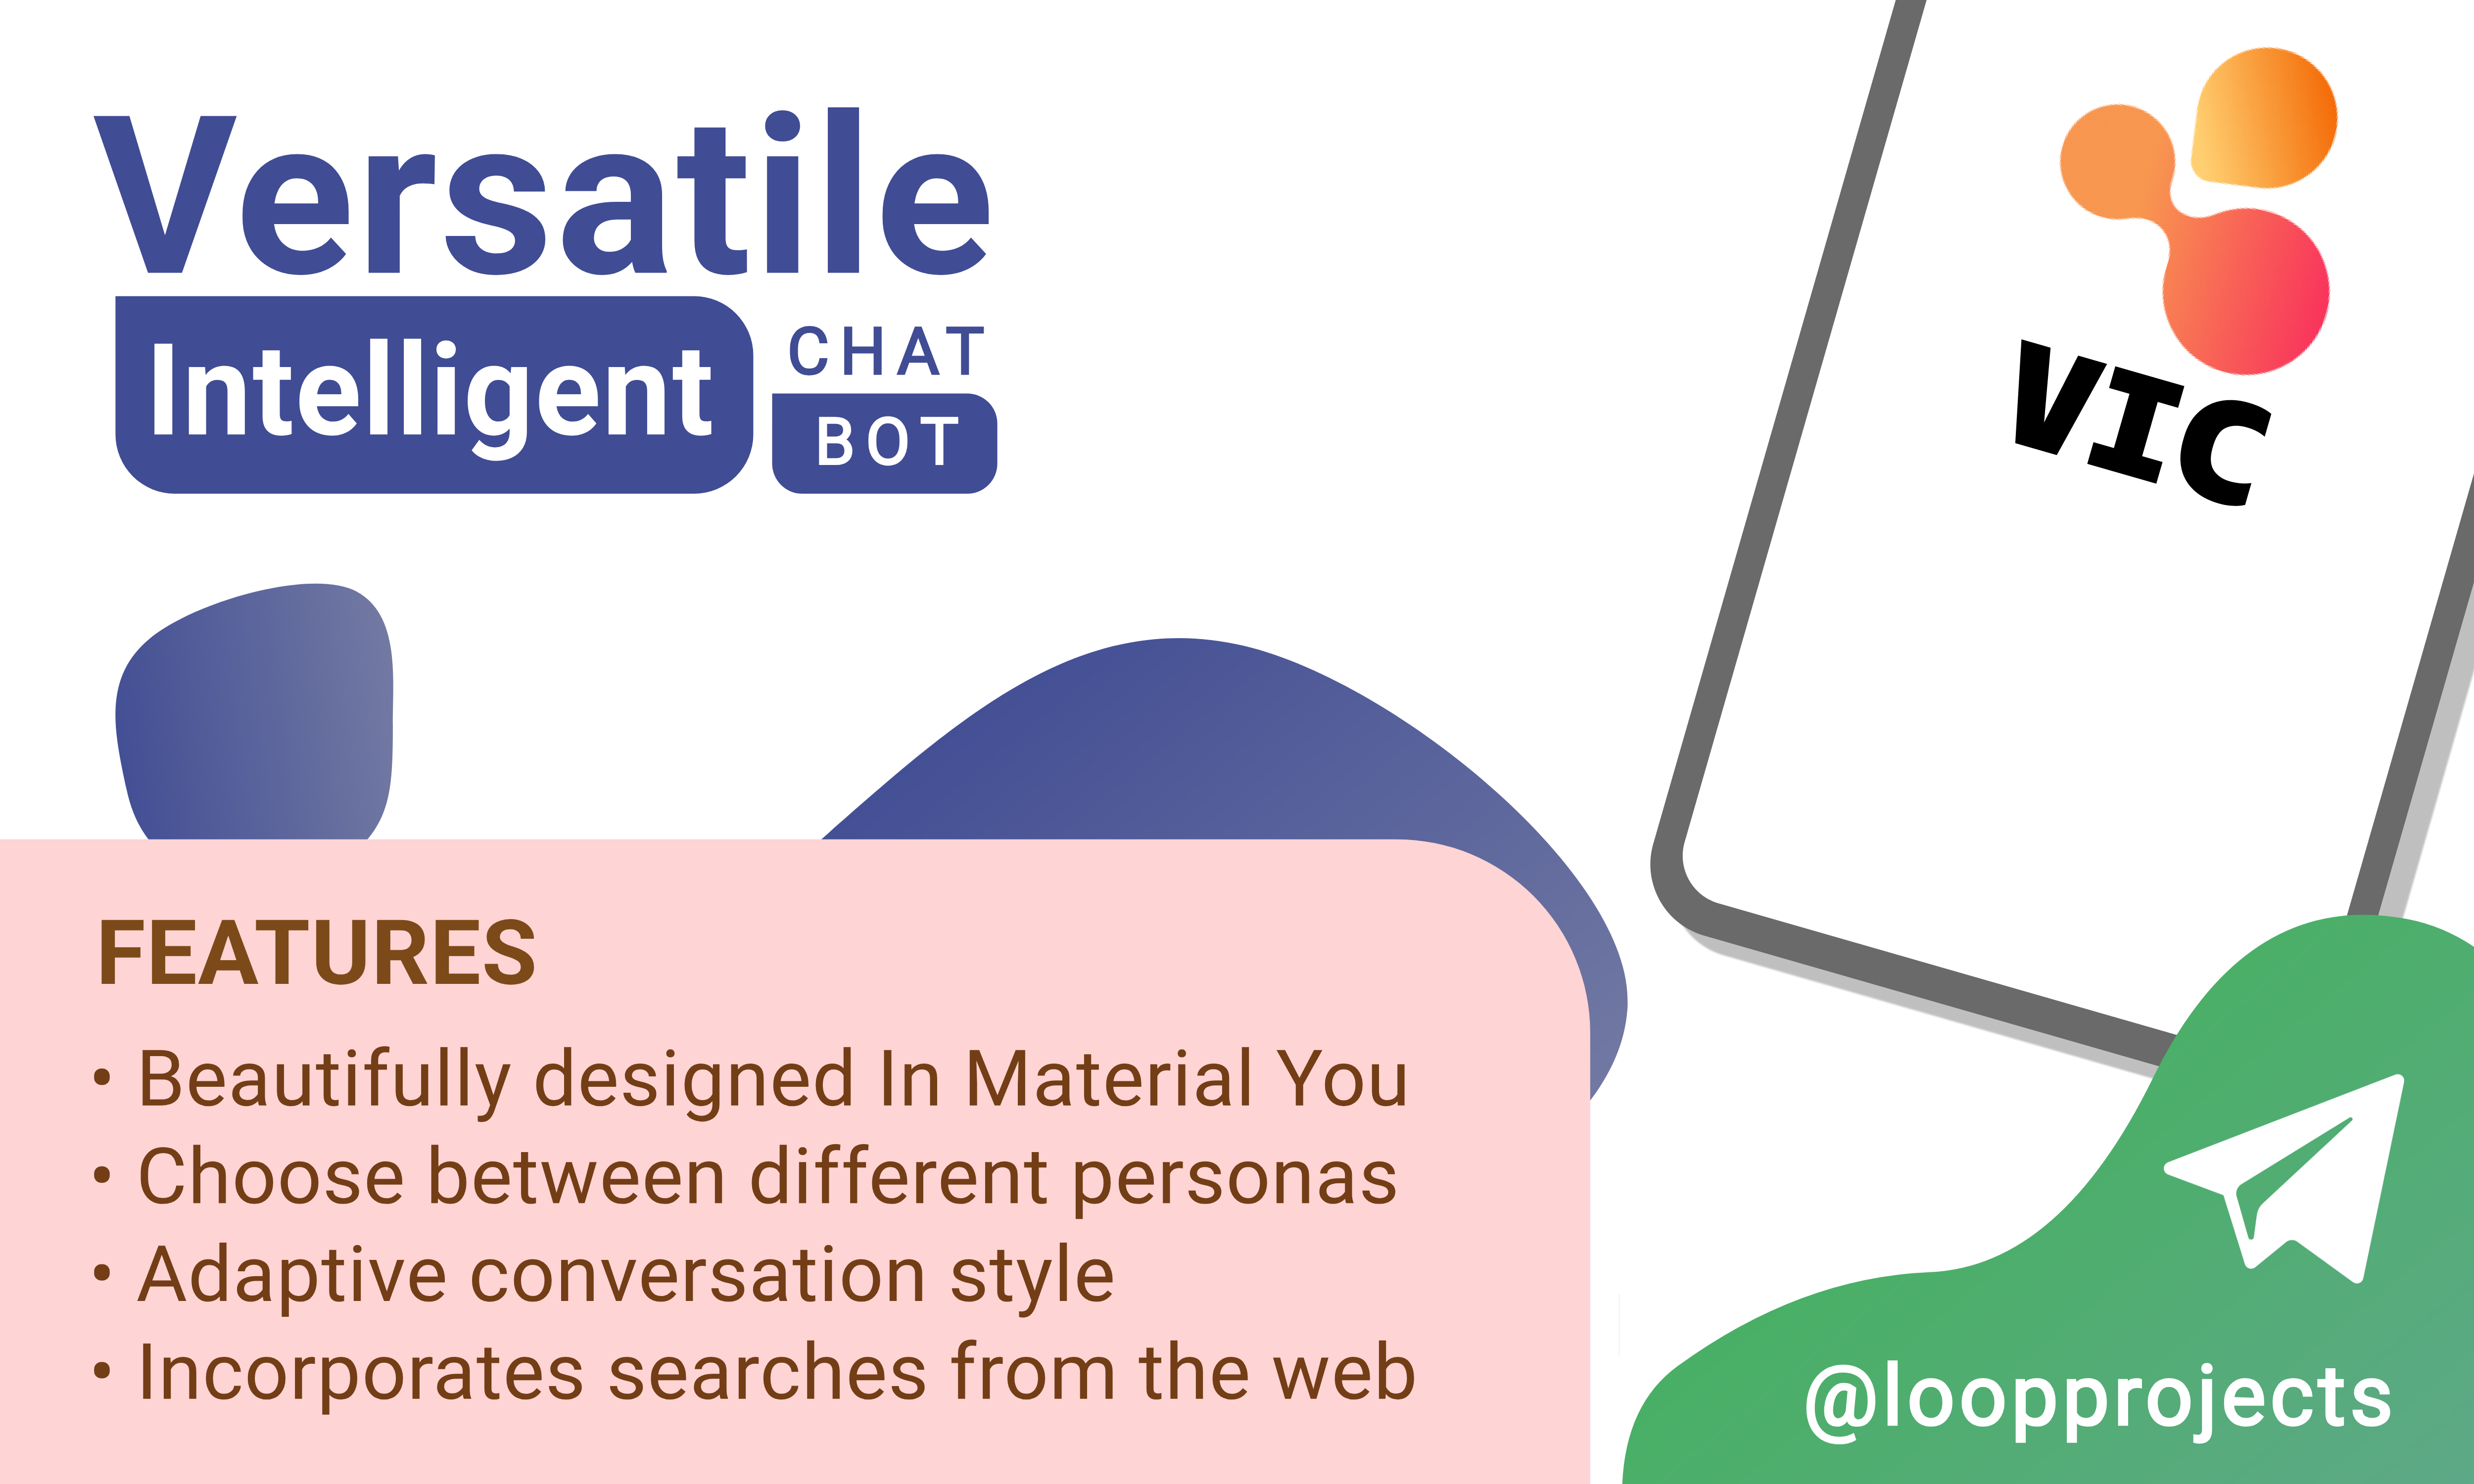 Versatile
Intelligent
CHAT
BOT
VIC
FEATURES
• Beautifully designed In Material You
• Choose between different personas
• Adaptive conversation style
• Incorporates searches from the web
@loopprojects